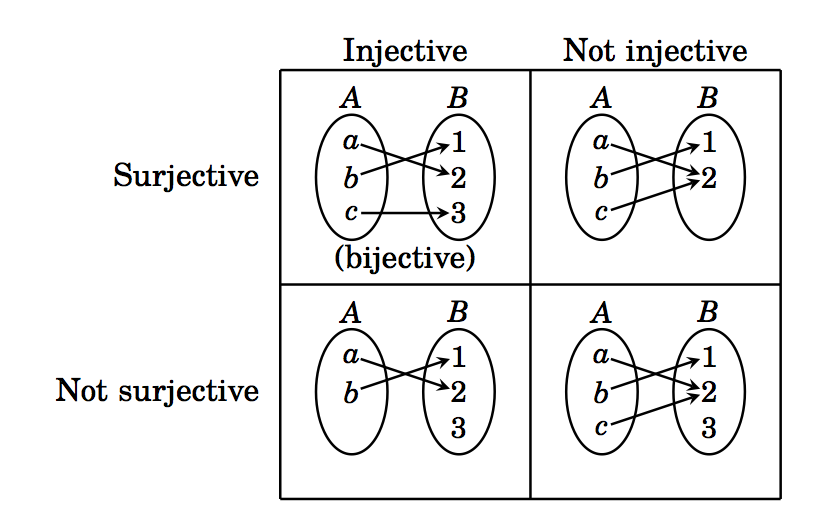 Injective Not injective
A B A B
a 1 a 1
Surjective b 2 b 2
c 3 c
(bijective)
A B A B
a 1 a 1
Not surjective b 2 b 2
3 c 3